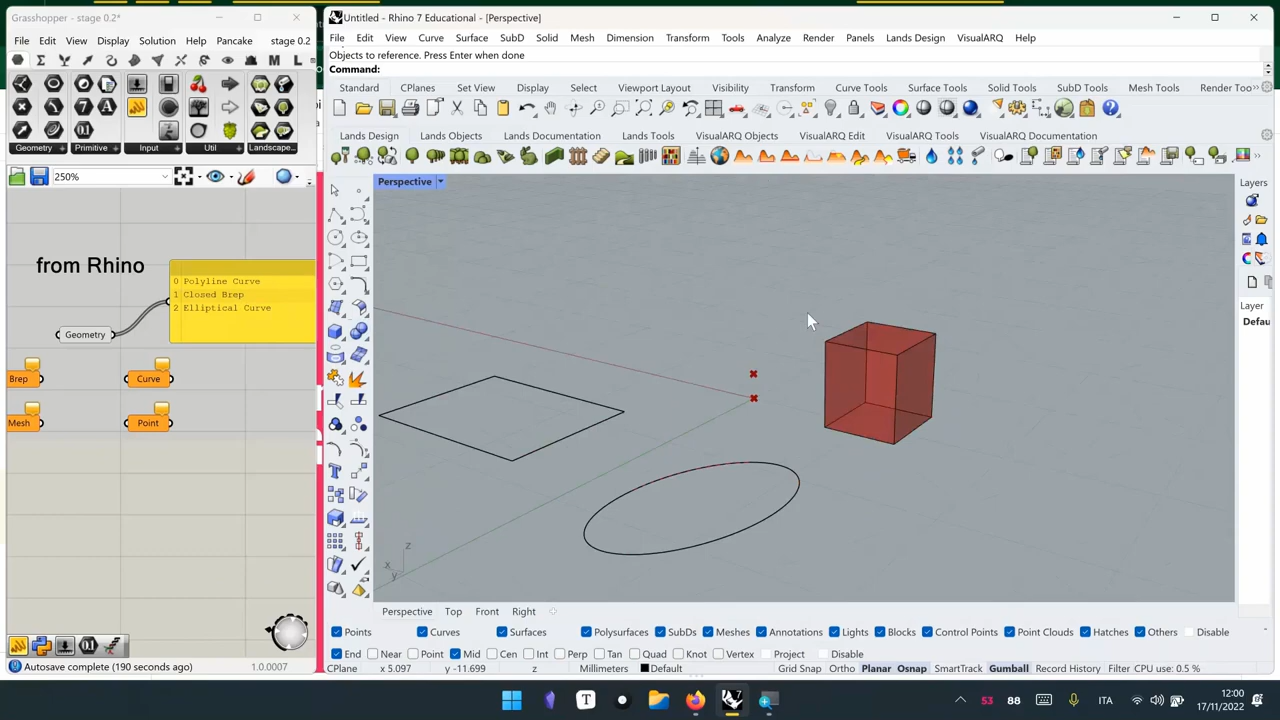 Grasshopper - stage 0.2*
File Edit View Display Solution Help Pancake stage 0.2
Geometry Primitive Input Util Landscape...
250%
from Rhino
0 Polyline Curve
1 Closed Brep
2 Elliptical Curve
Geometry
Brep Curve
Mesh Point
Autosave complete (190 seconds ago) 1.0.0007
Untitled - Rhino 7 Educational - [Perspective]
File Edit View Curve Surface SubD Solid Mesh Dimension Transform Tools Analyze Render Panels Lands Design VisualARQ Help
Objects to reference. Press Enter when done
Command:
Standard CPlanes Set View Display Select Viewport Layout Visibility Transform Curve Tools Surface Tools Solid Tools SubD Tools Mesh Tools Render Too
Lands Design Lands Objects Lands Documentation Lands Tools VisualARQ Objects VisualARQ Edit VisualARQ Tools VisualARQ Documentation
Perspective
Layers
Layer
Defau
z
x
y
Perspective Top Front Right
Points Curves Surfaces Polysurfaces SubDs Meshes Annotations Lights Blocks Control Points Point Clouds Hatches Others Disable
End Near Point Mid Cen Int Perp Tan Quad Knot Vertex Project Disable
CPlane x 5.097 y -11.699 z Millimeters Default Grid Snap Ortho Planar Osnap SmartTrack Gumball Record History Filter CPU use: 0.5 %
53 88 ITA 12:00
17/11/2022